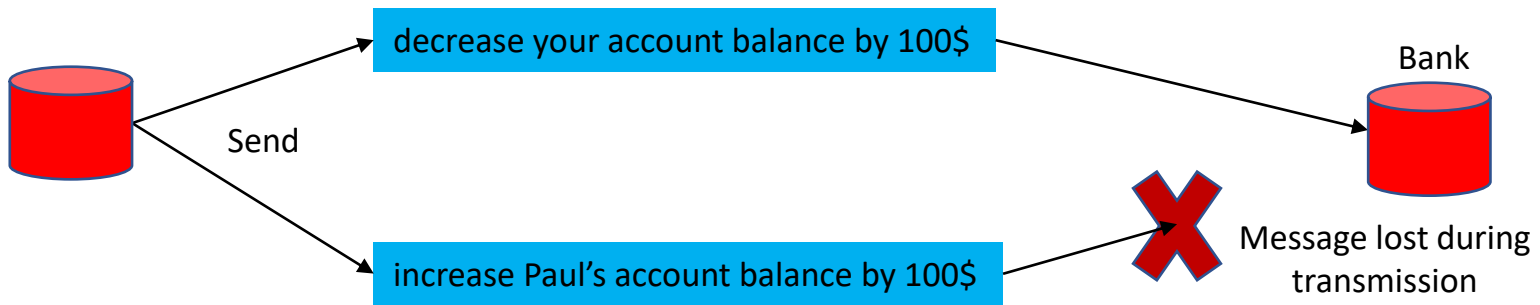 decrease your account balance by 100$
Bank
Send
increase Paul’s account balance by 100$
Message lost during
transmission